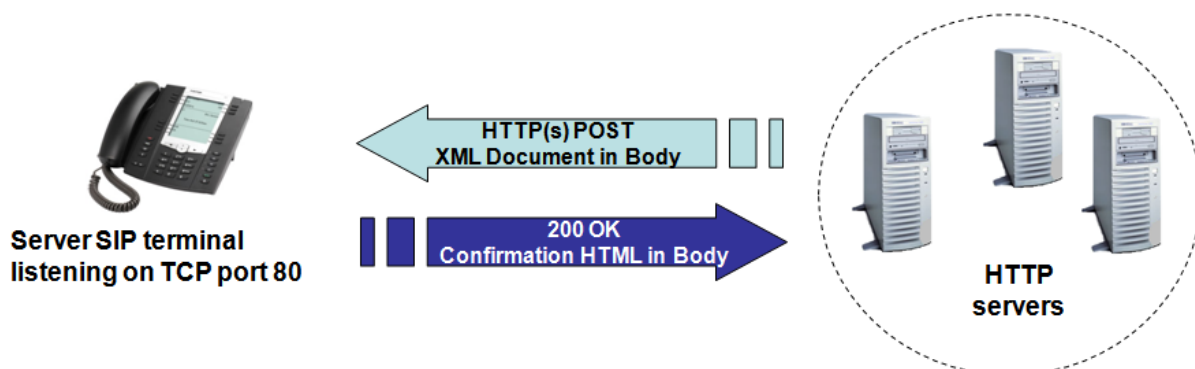 HTTP(s) POST
XML Document in Body
200 OK
Confirmation HTML in Body
Server SIP terminal
listening on TCP port 80
HTTP
servers